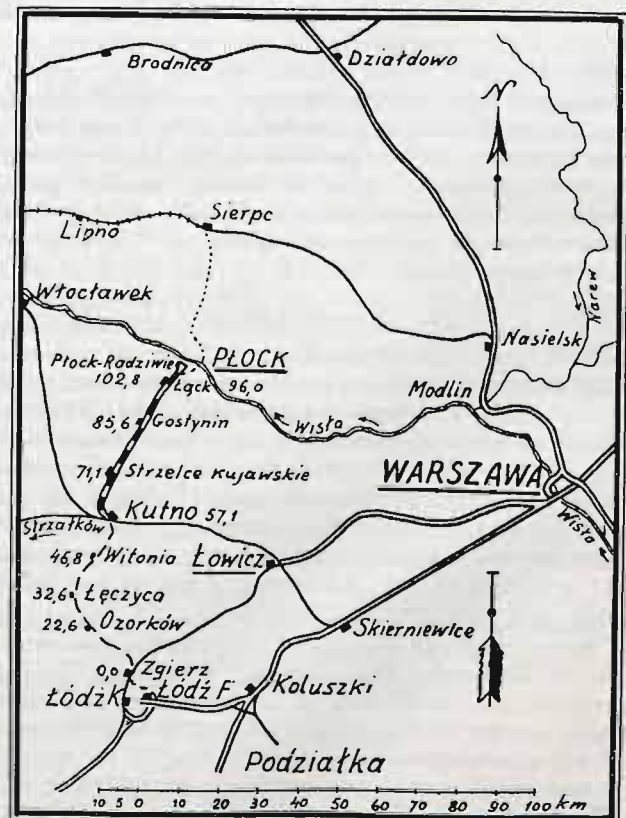 Brodnica
Działdowo
N
Lipno
Sierpc
Narew
Włocławek
Nasielsk
Płock-Radziwie
102,8
PŁOCK
Łąck 96,0
Modlin
85,6 Gostynin
Wisła
71,1 Strzelce Kujawskie
WARSZAWA
Kutno 57,1
Strzałków
Wisła
46,8 Witonia
Łowicz
32,6 Łęczyca
22,6 Ozorków
Skierniewice
0,0 Zgierz
ŁÓDŹ K
ŁÓDŹ F
Koluszki
Podziałka
10 5 0 10 20 30 40 50 60 70 80 90 100 km